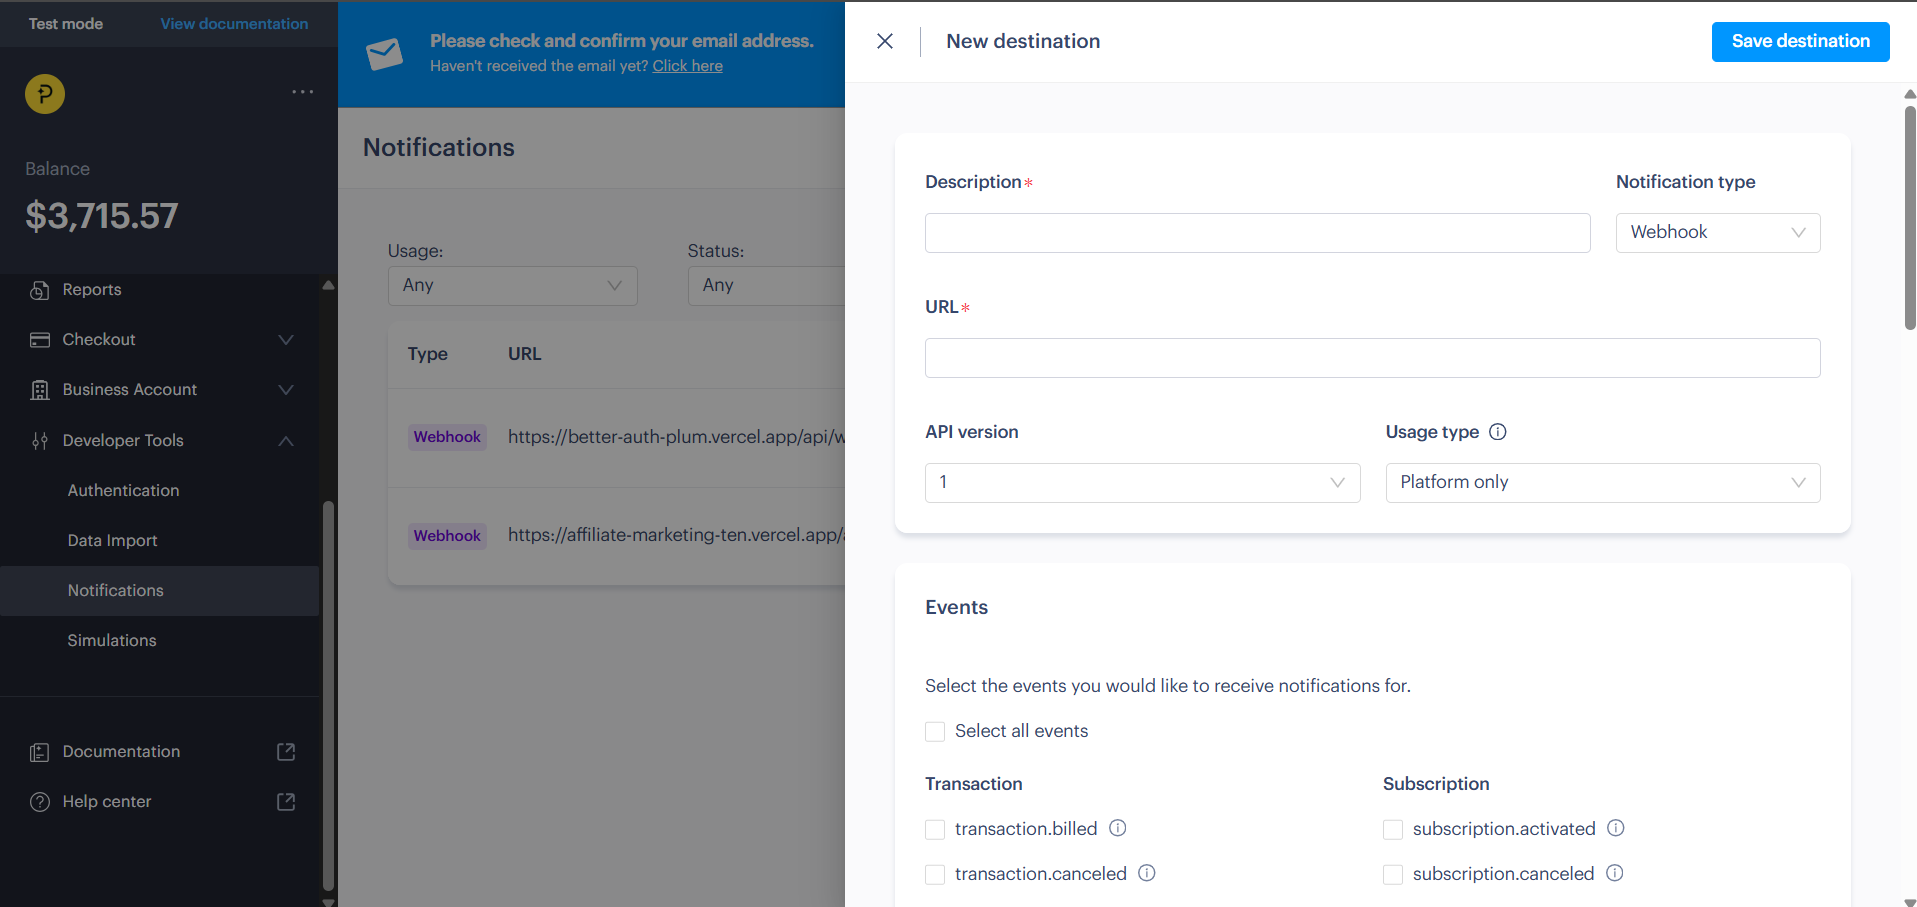 Test mode
View documentation
Balance
$3,715.57
Reports
Checkout
Business Account
Developer Tools
Authentication
Data Import
Notifications
Simulations
Documentation
Help center
Please check and confirm your email address.
Haven't received the email yet? Click here
Notifications
Usage:
Status:
Any
Any
Type
URL
Webhook
https://better-auth-plum.vercel.app/api/w
Webhook
https://affiliate-marketing-ten.vercel.app/
New destination
Save destination
Description*
Notification type
Webhook
URL*
API version
Usage type
1
Platform only
Events
Select the events you would like to receive notifications for.
Select all events
Transaction
Subscription
transaction.billed
subscription.activated
transaction.canceled
subscription.canceled